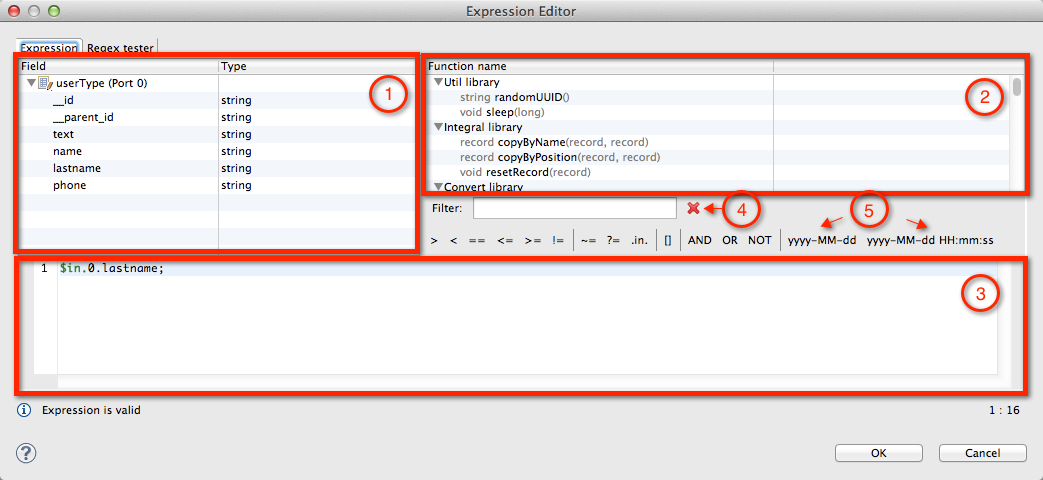 Expression Editor
Expression Regex tester
Field Type
userType (Port 0)
__id string
__parent_id string
text string
name string
lastname string
phone string
1
Function name
Util library
string randomUUID()
void sleep(long)
Integral library
record copyByName(record, record)
record copyByPosition(record, record)
void resetRecord(record)
Convert library
2
Filter:
4
5
> < == <= >= != ~= ?= .in. [] AND OR NOT yyyy-MM-dd yyyy-MM-dd HH:mm:ss
1 $in.0.lastname;
3
Expression is valid
1 : 16
? OK Cancel